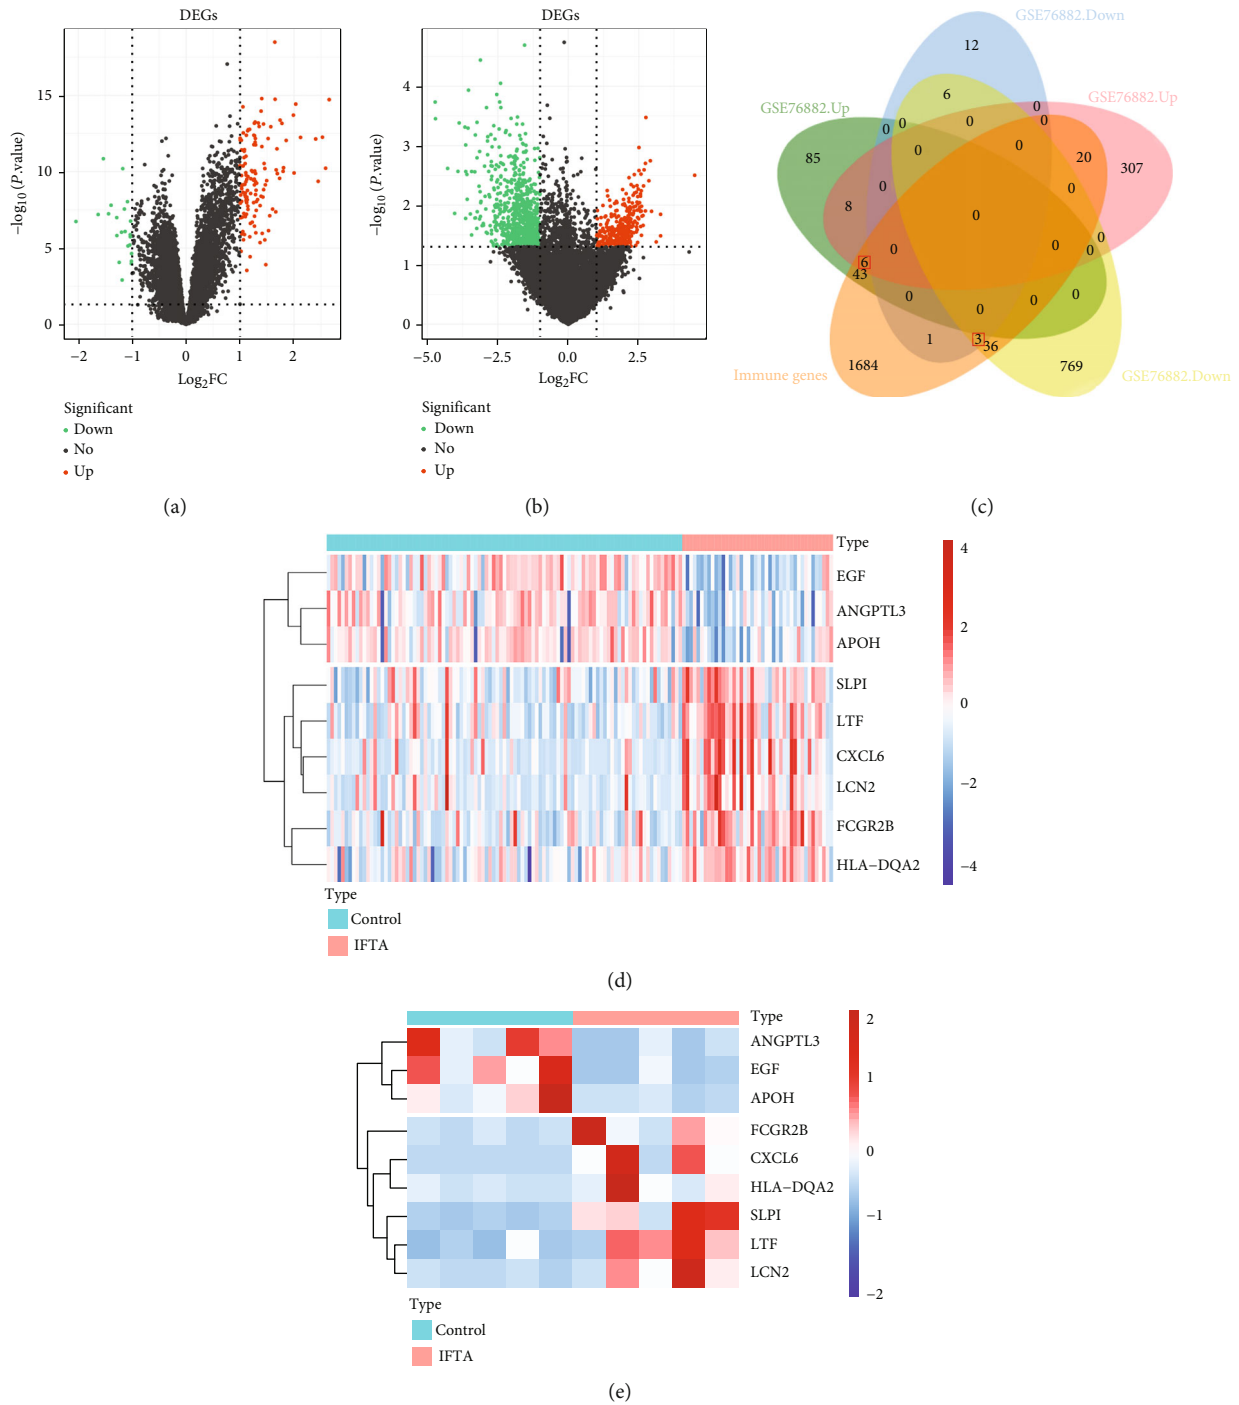 DEGs
15
10
5
0
−log10 (P.value)
−2
−1
0
1
2
Log2FC
Significant
Down
No
Up
(a)
DEGs
4
3
2
1
0
−log10 (P.value)
−5.0
−2.5
0.0
2.5
Log2FC
Significant
Down
No
Up
(b)
GSE76882.Down
12
GSE76882.Up
GSE76882.Up
6
0
0 0 0 0
85 0 0 20 307
0 0
8 0
0 0 0 0
6
43
0 0 0 0
1 3 36
1684 769
Immune genes
GSE76882.Down
(c)
Type
EGF
ANGPTL3
APOH
SLPI
LTF
CXCL6
LCN2
FCGR2B
HLA−DQA2
4
2
0
−2
−4
Type
Control
IFTA
(d)
Type
ANGPTL3
EGF
APOH
FCGR2B
CXCL6
HLA−DQA2
SLPI
LTF
LCN2
2
1
0
−1
−2
Type
Control
IFTA
(e)